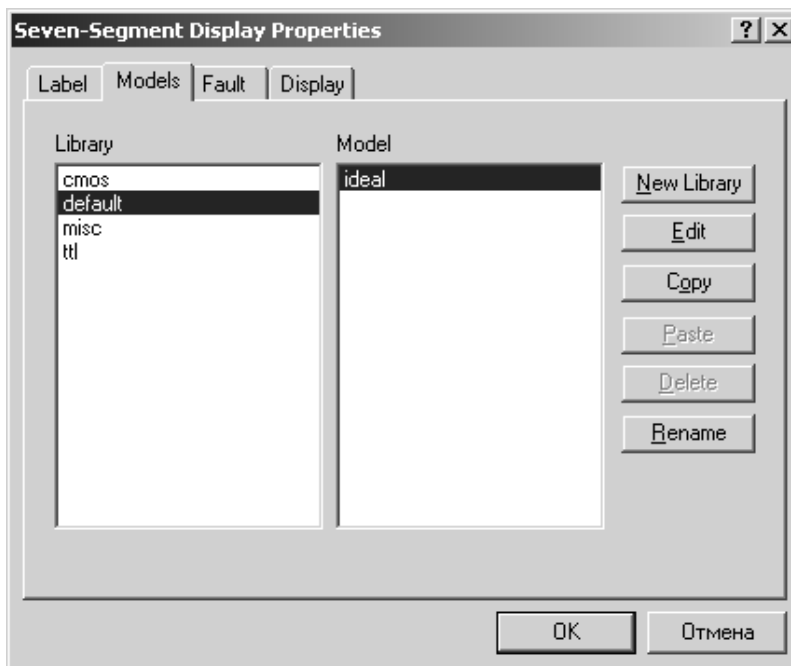 Seven-Segment Display Properties
Label Models Fault Display
Library Model
cmos
default
misc
ttl
ideal
New Library
Edit
Copy
Paste
Delete
Rename
OK Отмена